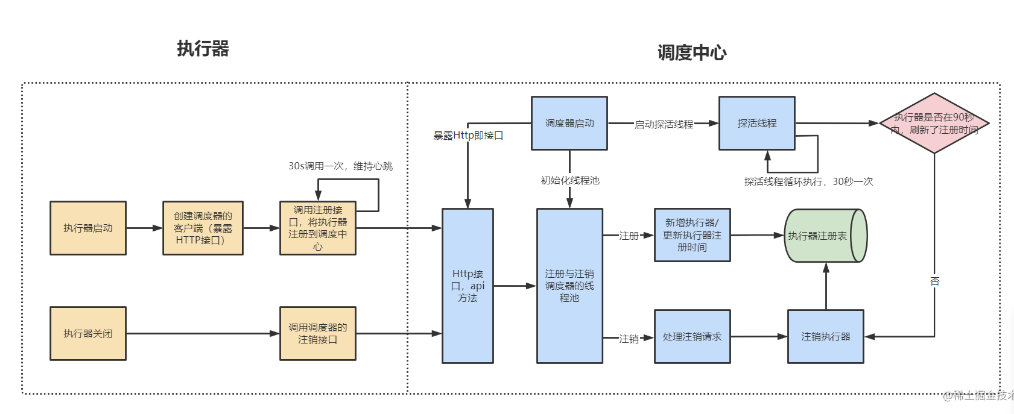 执行器
调度中心
调度器启动
启动探活线程
探活线程
执行器是否在90秒
内，刷新了注册时间
暴露Http即接口
30s调用一次，维持心跳
初始化线程池
探活线程循环执行，30秒一次
执行器启动
创建调度器的
客户端（暴露
HTTP接口）
调用注册接
口，将执行器
注册到调度中
心
Http接
口，api
方法
注册与注销
调度器的线
程池
注册
新增执行器/
更新执行器注
册时间
执行器注册表
否
执行器关闭
调用调度器的
注销接口
注销
处理注销请求
注销执行器
@稀土掘金技术